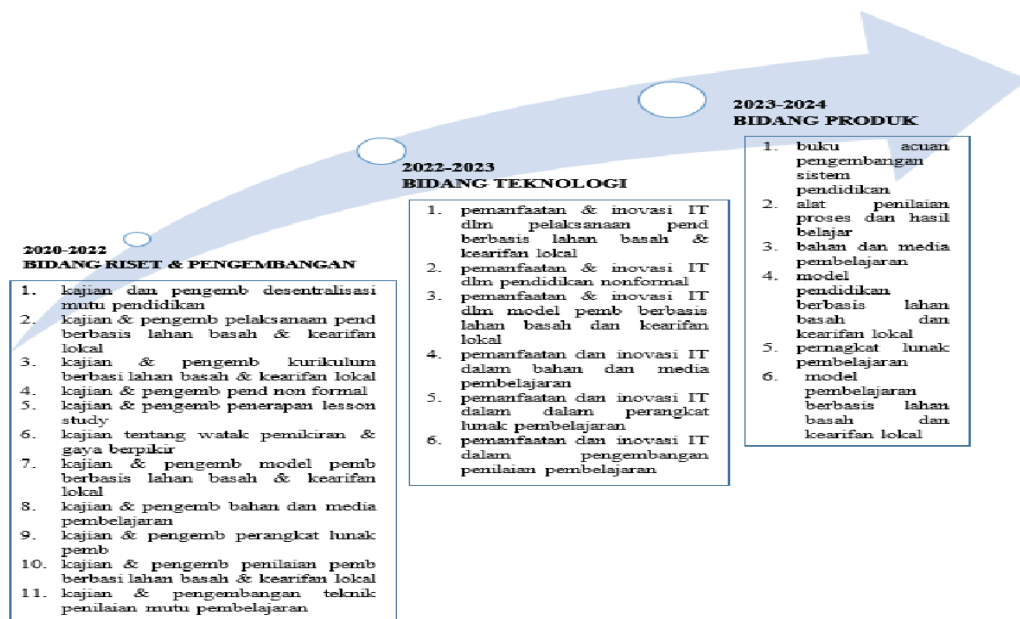 2020-2022
BIDANG RISET & PENGEMBANGAN
1. kajian dan pengemb desentralisasi
mutu pendidikan
2. kajian & pengemb pelaksanaan pend
berbasis lahan basah & kearifan
lokal
3. kajian & pengemb kurikulum
berbasi lahan basah & kearifan lokal
4. kajian & pengemb pend non formal
5. kajian & pengemb penerapan lesson
study
6. kajian tentang watak pemikiran &
gaya berpikir
7. kajian & pengemb model pemb
berbasis lahan basah & kearifan
lokal
8. kajian & pengemb bahan dan media
pembelajaran
9. kajian & pengemb perangkat lunak
pemb
10. kajian & pengemb penilaian pemb
berbasi lahan basah & kearifan lokal
11. kajian & pengembangan teknik
penilaian mutu pembelajaran
2022-2023
BIDANG TEKNOLOGI
1. pemanfaatan & inovasi IT
dlm pelaksanaan pend
berbasis lahan basah &
kearifan lokal
2. pemanfaatan & inovasi IT
dlm pendidikan nonformal
3. pemanfaatan & inovasi IT
dlm model pemb berbasis
lahan basah dan kearifan
lokal
4. pemanfaatan dan inovasi IT
dalam bahan dan media
pembelajaran
5. pemanfaatan dan inovasi IT
dalam dalam perangkat
lunak pembelajaran
6. pemanfaatan dan inovasi IT
dalam pengembangan
penilaian pembelajaran
2023-2024
BIDANG PRODUK
1. buku acuan
pengembangan
sistem
pendidikan
2. alat penilaian
proses dan hasil
belajar
3. bahan dan media
pembelajaran
4. model
pendidikan
berbasis lahan
basah dan
kearifan lokal
5. pernagkat lunak
pembelajaran
6. model
pembelajaran
berbasis lahan
basah dan
kearifan lokal